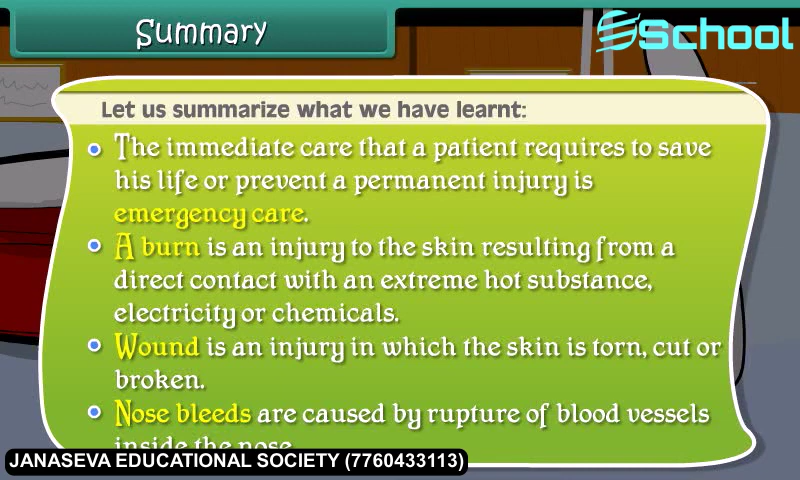 Summary
School
Let us summarize what we have learnt:
The immediate care that a patient requires to save
his life or prevent a permanent injury is
emergency care.
A burn is an injury to the skin resulting from a
direct contact with an extreme hot substance,
electricity or chemicals.
Wound is an injury in which the skin is torn, cut or
broken.
Nose bleeds are caused by rupture of blood vessels
inside the nose
JANASEVA EDUCATIONAL SOCIETY (7760433113)